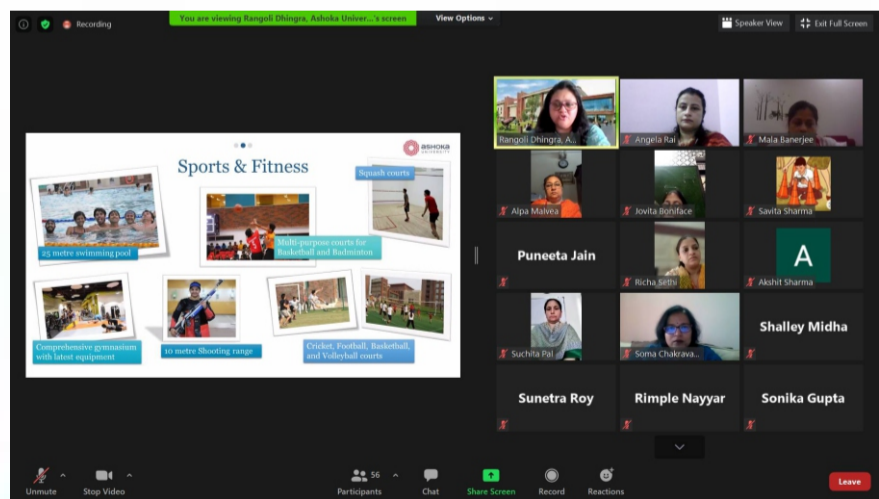 Recording
You are viewing Rangoli Dhingra, Ashoka Univer...'s screen
View Options
Speaker View
Exit Full Screen
ASHOKA
UNIVERSITY
Sports & Fitness
Squash courts
25 metre swimming pool
Multi-purpose courts for
Basketball and Badminton
Comprehensive gymnasium
with latest equipment
10 metre Shooting range
Cricket, Football, Basketball,
and Volleyball courts
Rangoli Dhingra, A...
Angela Rai
Mala Banerjee
Alpa Malvea
Jovita Boniface
Savita Sharma
Puneeta Jain
Richa Sethi
A
Akshit Sharma
Suchita Pal
Soma Chakrava...
Shalley Midha
Sunetra Roy
Rimple Nayyar
Sonika Gupta
Unmute
Stop Video
56
Participants
Chat
Share Screen
Record
Reactions
Leave